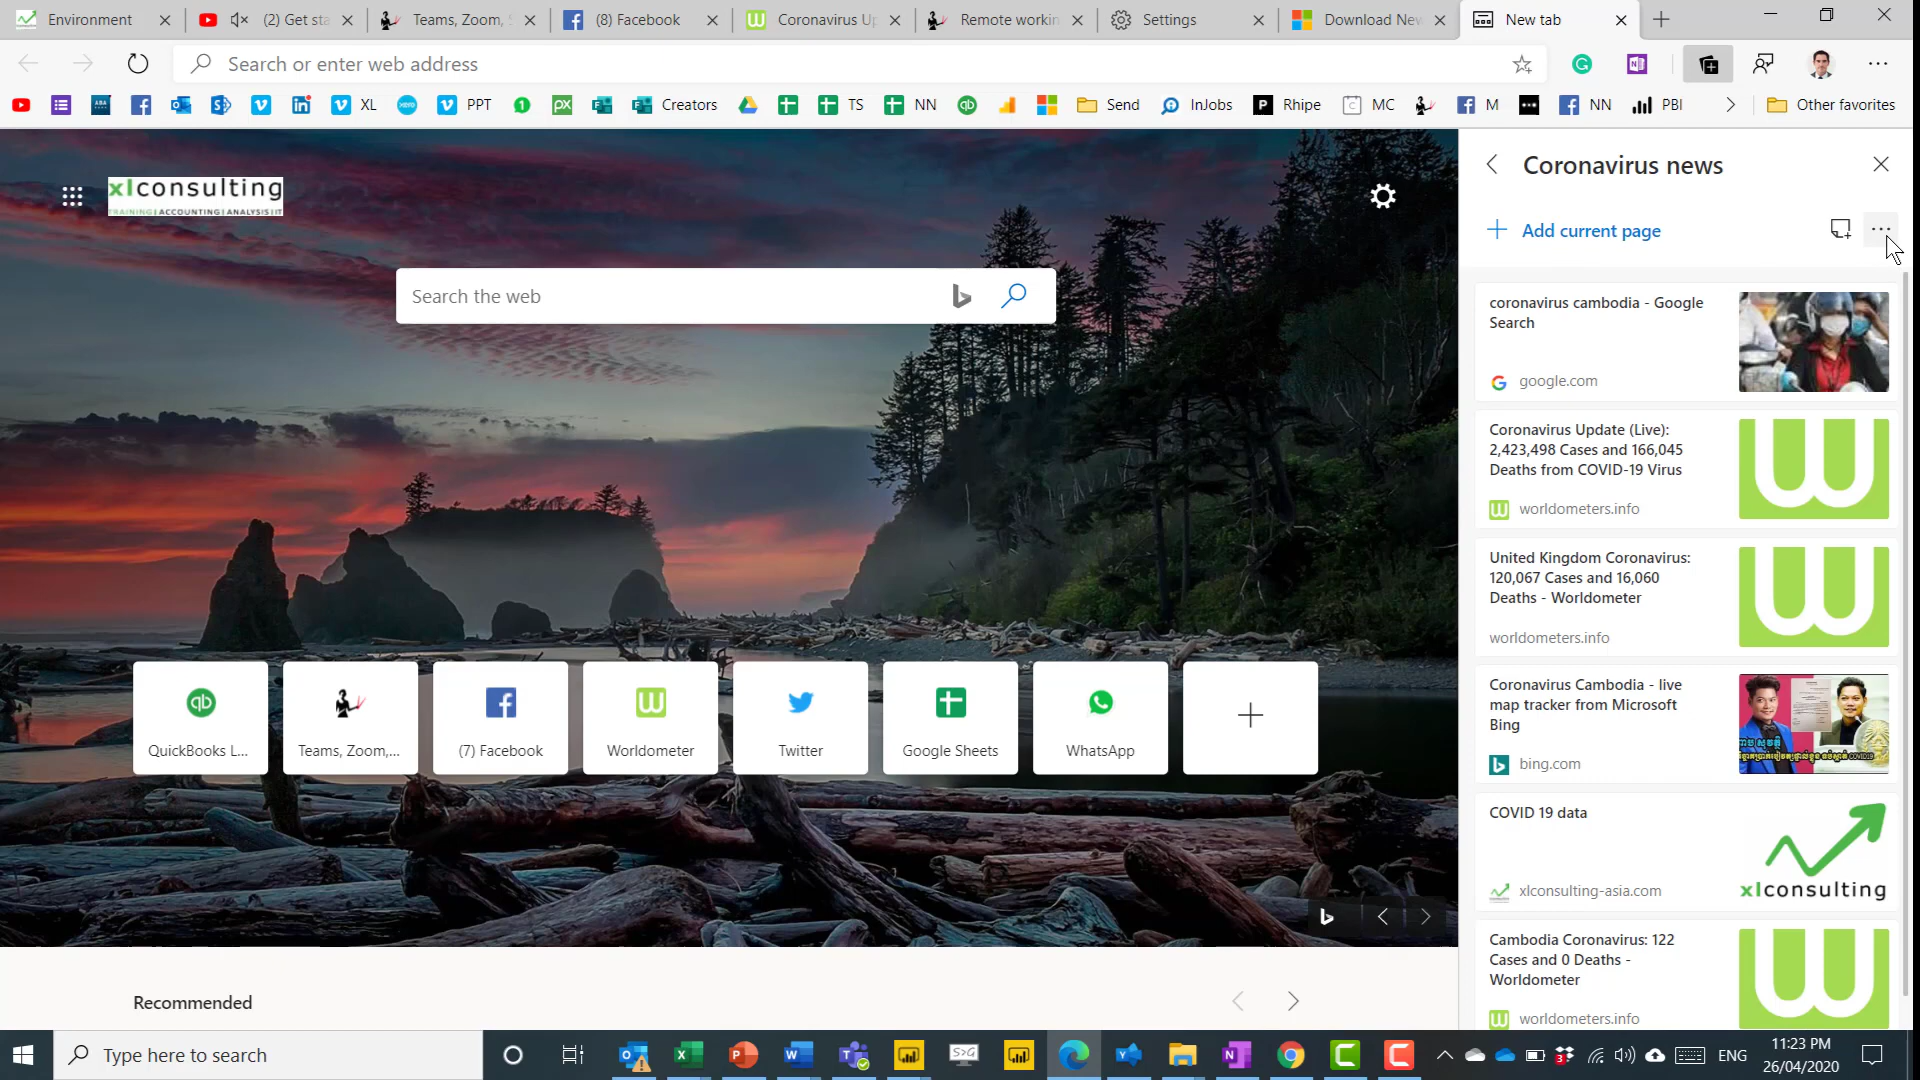 Environment
(2) Get sta
Teams, Zoom,
(8) Facebook
Coronavirus Up
Remote workin
Settings
Download New
New tab
Search or enter web address
XL
PPT
Creators
TS
NN
Send
InJobs
Rhipe
MC
M
NN
PBI
Other favorites
xlconsulting
TRAINING | ACCOUNTING | ANALYSIS | IT
Search the web
QuickBooks L...
Teams, Zoom,...
(7) Facebook
Worldometer
Twitter
Google Sheets
WhatsApp
Recommended
Coronavirus news
Add current page
coronavirus cambodia - Google
Search
google.com
Coronavirus Update (Live):
2,423,498 Cases and 166,045
Deaths from COVID-19 Virus
worldometers.info
United Kingdom Coronavirus:
120,067 Cases and 16,060
Deaths - Worldometer
worldometers.info
Coronavirus Cambodia - live
map tracker from Microsoft
Bing
bing.com
COVID 19 data
xlconsulting-asia.com
xlconsulting
Cambodia Coronavirus: 122
Cases and 0 Deaths -
Worldometer
worldometers.info
Type here to search
ENG
11:23 PM
26/04/2020